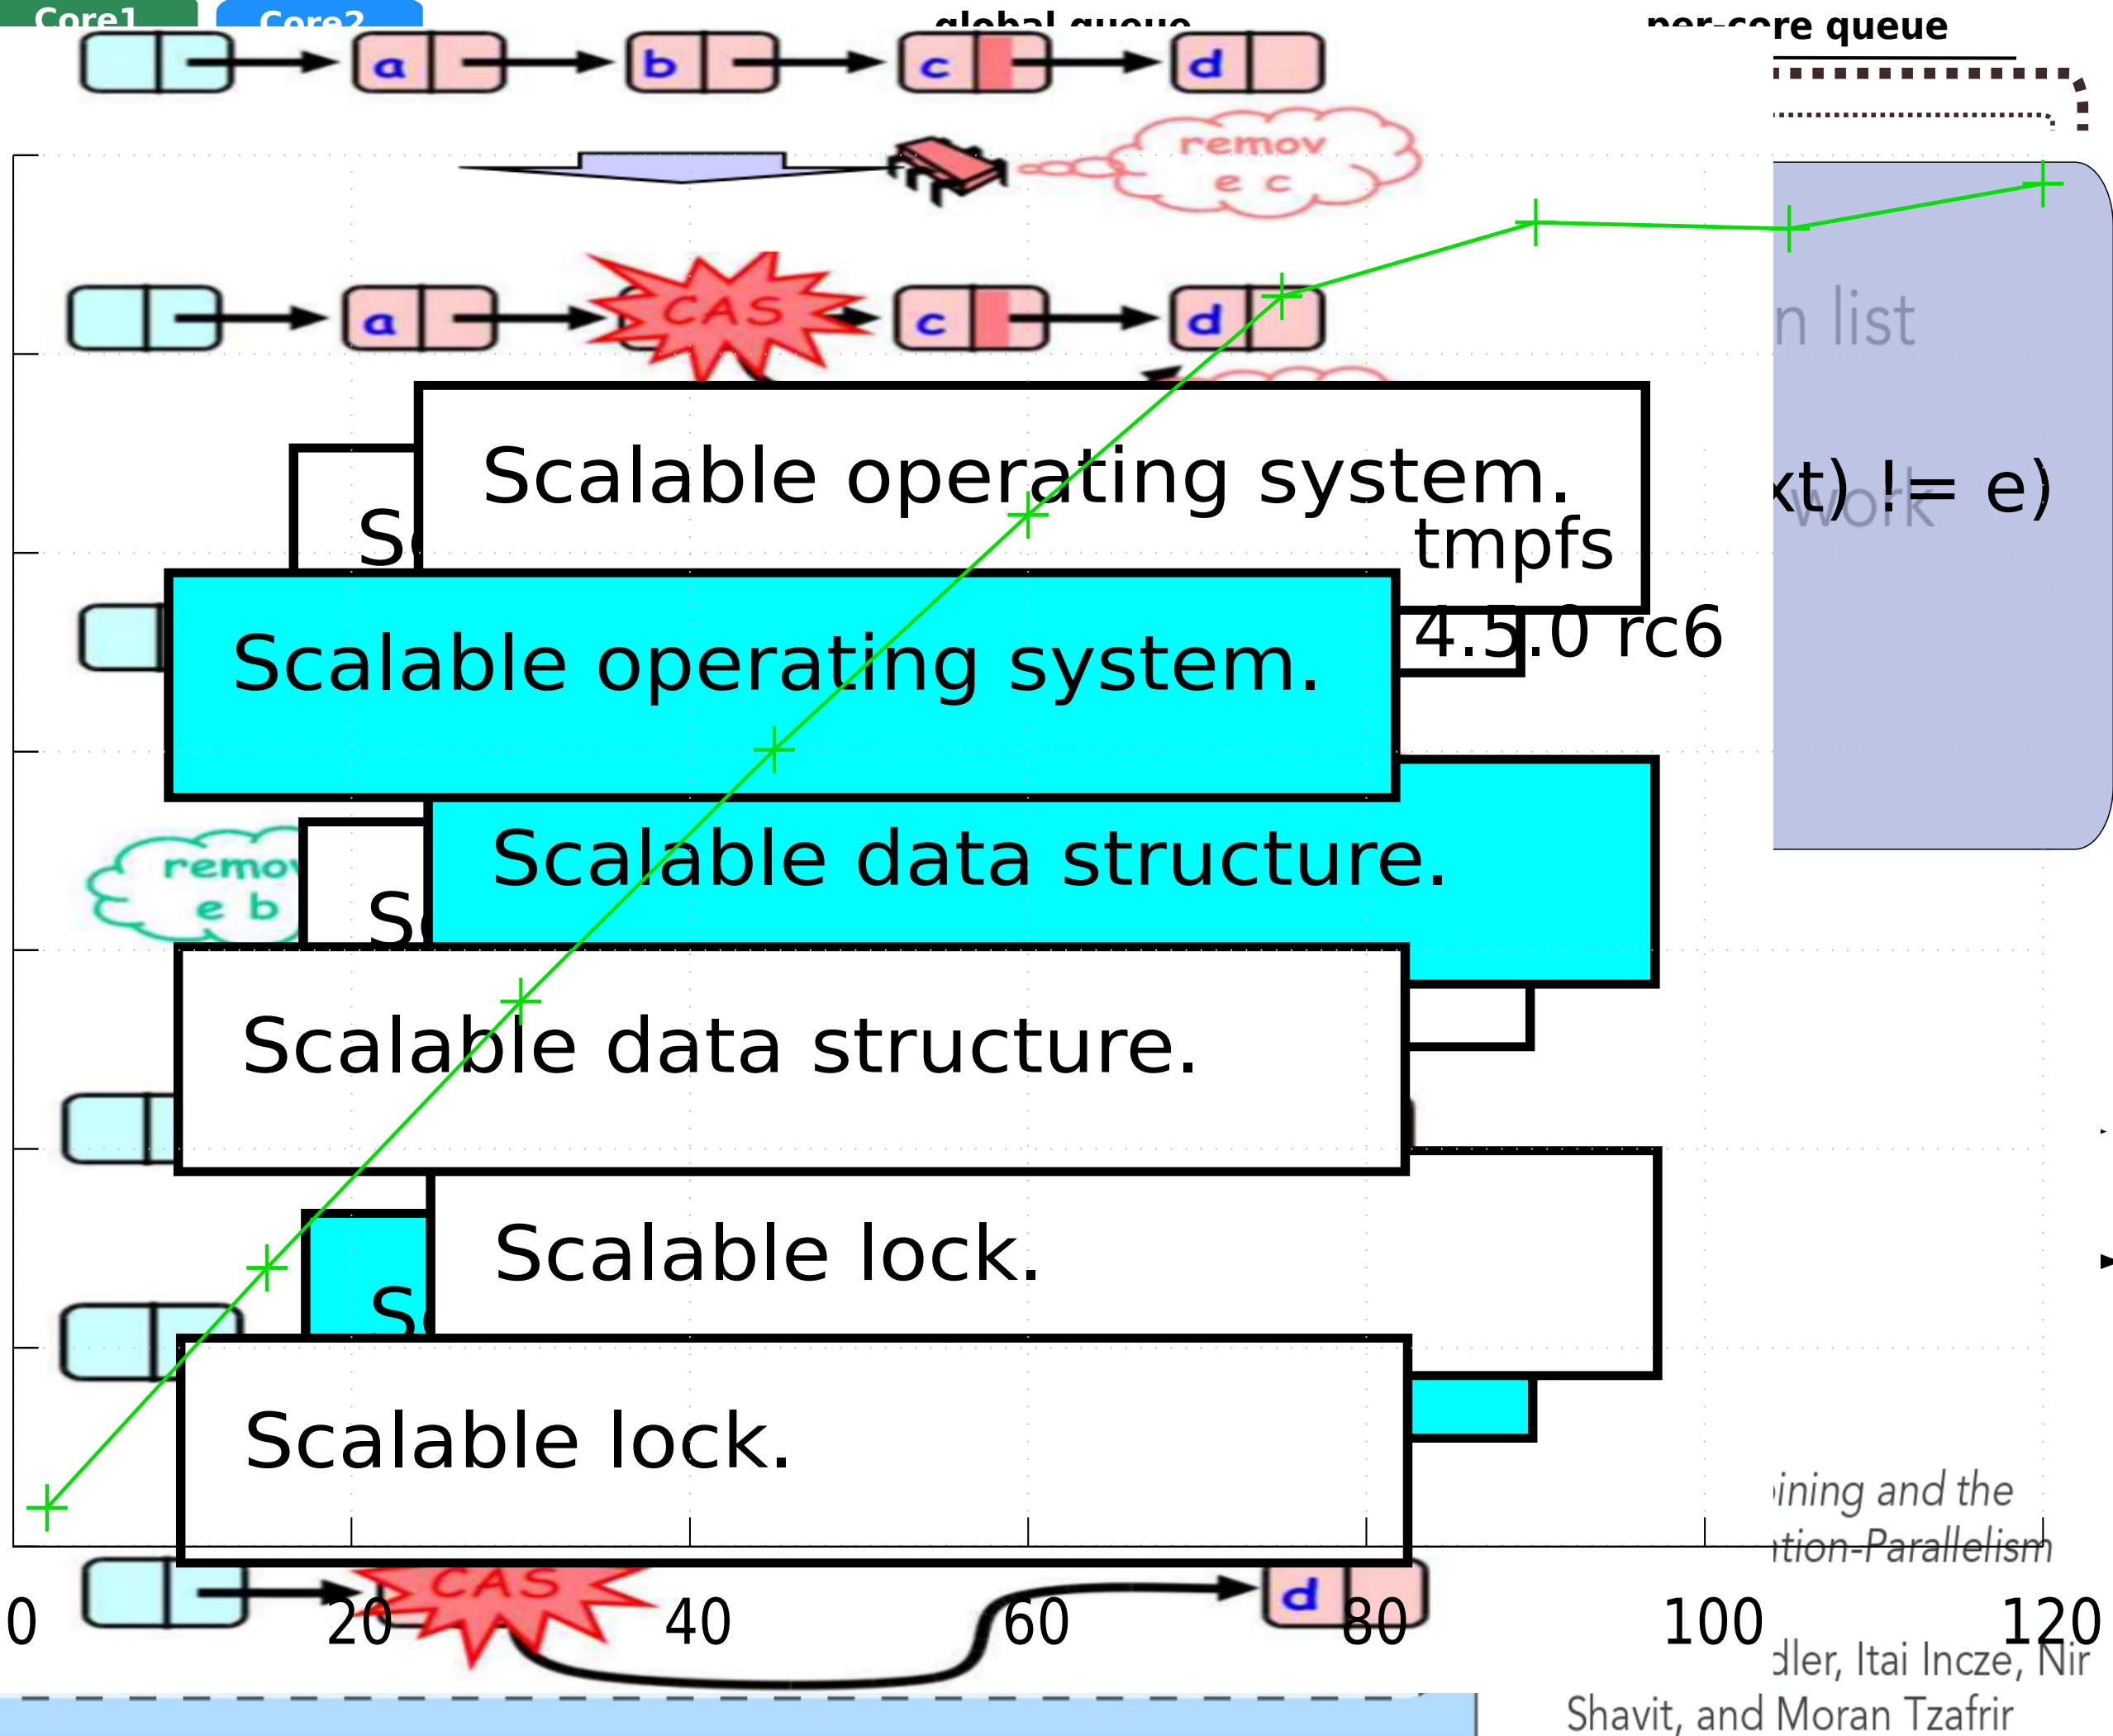 Core1 Core2 global queue per-core queue
a b c d
remov
e c
a CAS c d
n list
Scalable operating system.
xt) != e)
work
tmpfs
4.5.0 rc6
Scalable operating system.
Scalable data structure.
e b
Scalable data structure.
Scalable lock.
Scalable lock.
ining and the
tion-Parallelism
CAS d
0 20 40 60 80 100 120
dler, Itai Incze, Nir
Shavit, and Moran Tzafrir